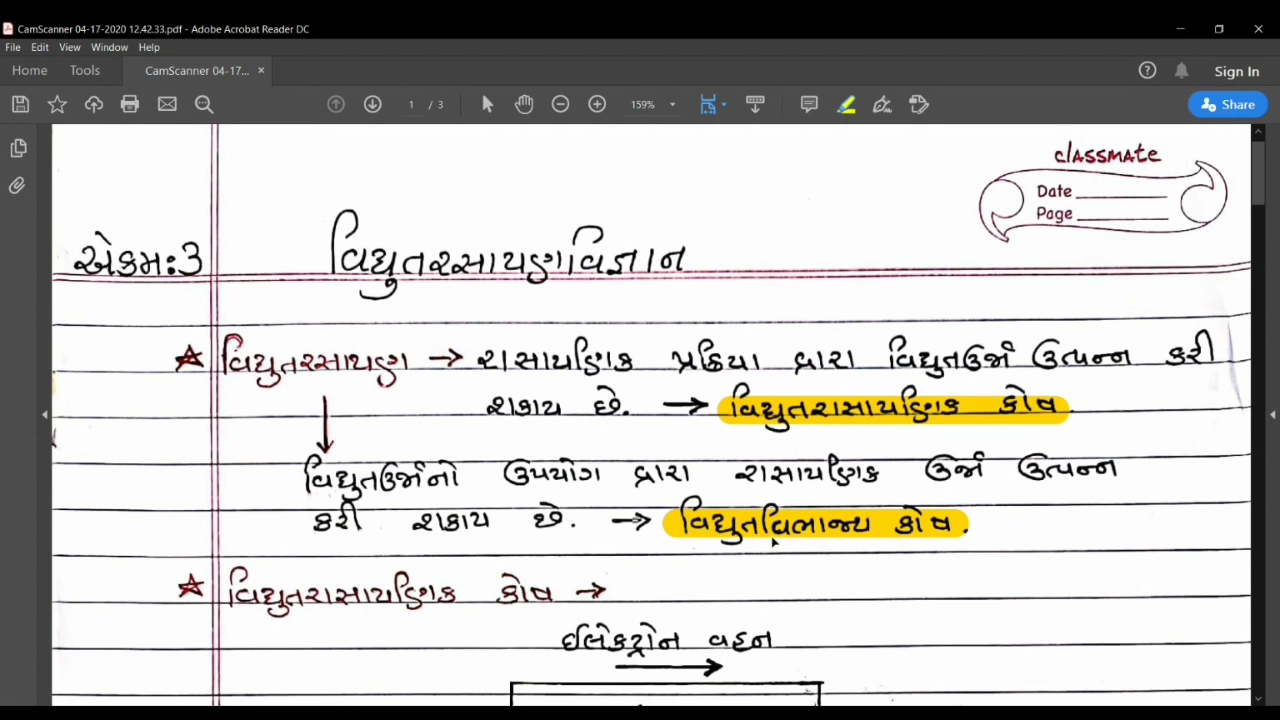 CamScanner 04-17-2020 12.42.33.pdf - Adobe Acrobat Reader DC
File Edit View Window Help
Home Tools CamScanner 04-17... × Sign In
1 / 3 159% Share
classmate
Date
Page
એકમ:૩ વિદ્યુતરસાયણવિજ્ઞાન
વિદ્યુતરસાયણ → રાસાયણિક પ્રક્રિયા દ્વારા વિદ્યુતઉર્જા ઉત્પન્ન કરી
શકાય છે. → વિદ્યુતરાસાયણિક કોષ
વિદ્યુતઉર્જાનો ઉપયોગ દ્વારા રાસાયણિક ઉર્જા ઉત્પન્ન
કરી શકાય છે. → વિદ્યુતવિભાજ્ય કોષ.
વિદ્યુતરાસાયણિક કોષ →
ઈલેકટ્રોન વહન